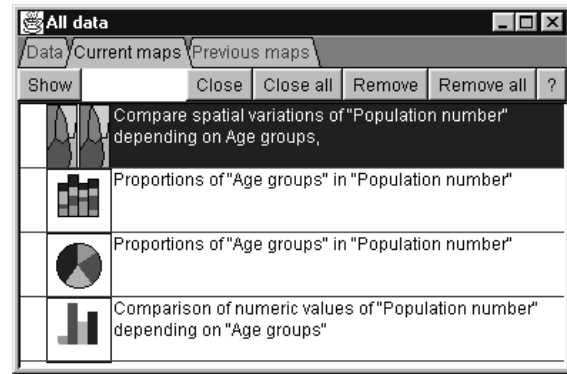 All data
Data Current maps Previous maps
Show Close Close all Remove Remove all ?
Compare spatial variations of "Population number"
depending on Age groups,
Proportions of "Age groups" in "Population number"
Proportions of "Age groups" in "Population number"
Comparison of numeric values of "Population number"
depending on "Age groups"